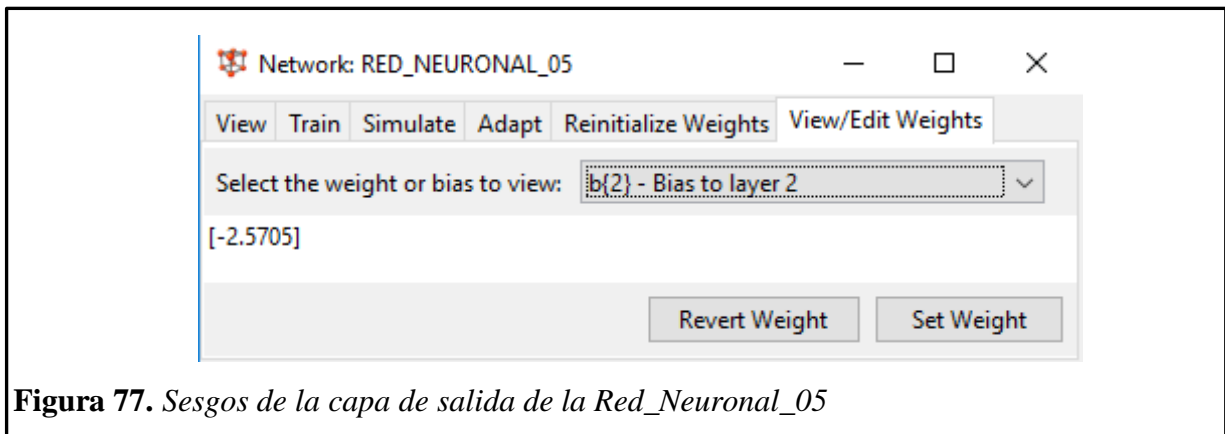 Network: RED_NEURONAL_05
View Train Simulate Adapt Reinitialize Weights View/Edit Weights
Select the weight or bias to view: b{2} - Bias to layer 2
[-2.5705]
Revert Weight Set Weight
Figura 77. Sesgos de la capa de salida de la Red_Neuronal_05